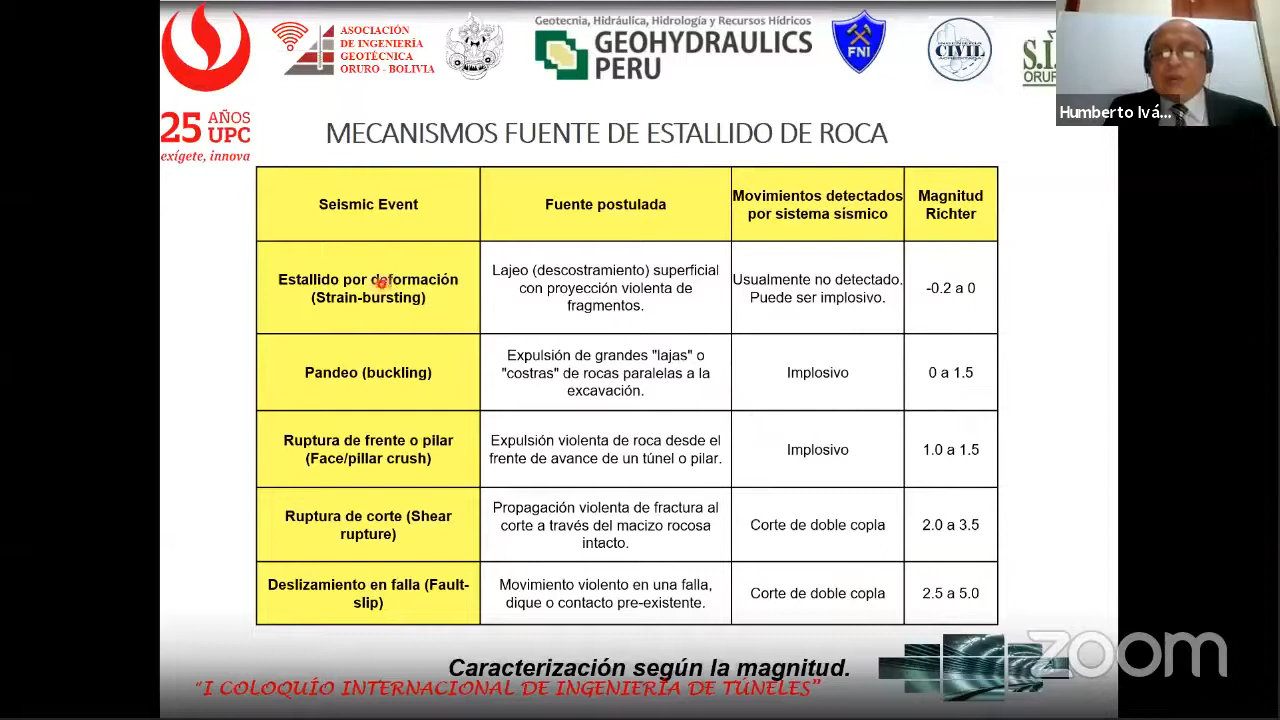 ASOCIACIÓN
DE INGENIERÍA
GEOTÉCNICA
ORURO - BOLIVIA
Geotecnia, Hidráulica, Hidrología y Recursos Hídricos
GEOHYDRAULICS
PERU
FNI
CIVIL
S.I.
ORUR
Humberto Ivá...
25 AÑOS
UPC
exígete, innova
MECANISMOS FUENTE DE ESTALLIDO DE ROCA
Seismic Event
Fuente postulada
Movimientos detectados
por sistema sísmico
Magnitud
Richter
Estallido por deformación
(Strain-bursting)
Lajeo (descostramiento) superficial
con proyección violenta de
fragmentos.
Usualmente no detectado.
Puede ser implosivo.
-0.2 a 0
Pandeo (buckling)
Expulsión de grandes "lajas" o
"costras" de rocas paralelas a la
excavación.
Implosivo
0 a 1.5
Ruptura de frente o pilar
(Face/pillar crush)
Expulsión violenta de roca desde el
frente de avance de un túnel o pilar.
Implosivo
1.0 a 1.5
Ruptura de corte (Shear
rupture)
Propagación violenta de fractura al
corte a través del macizo rocosa
intacto.
Corte de doble copla
2.0 a 3.5
Deslizamiento en falla (Fault-
slip)
Movimiento violento en una falla,
dique o contacto pre-existente.
Corte de doble copla
2.5 a 5.0
Caracterización según la magnitud.
"I COLOQUÍO INTERNACIONAL DE INGENIERÍA DE TÚNELES"
zoom